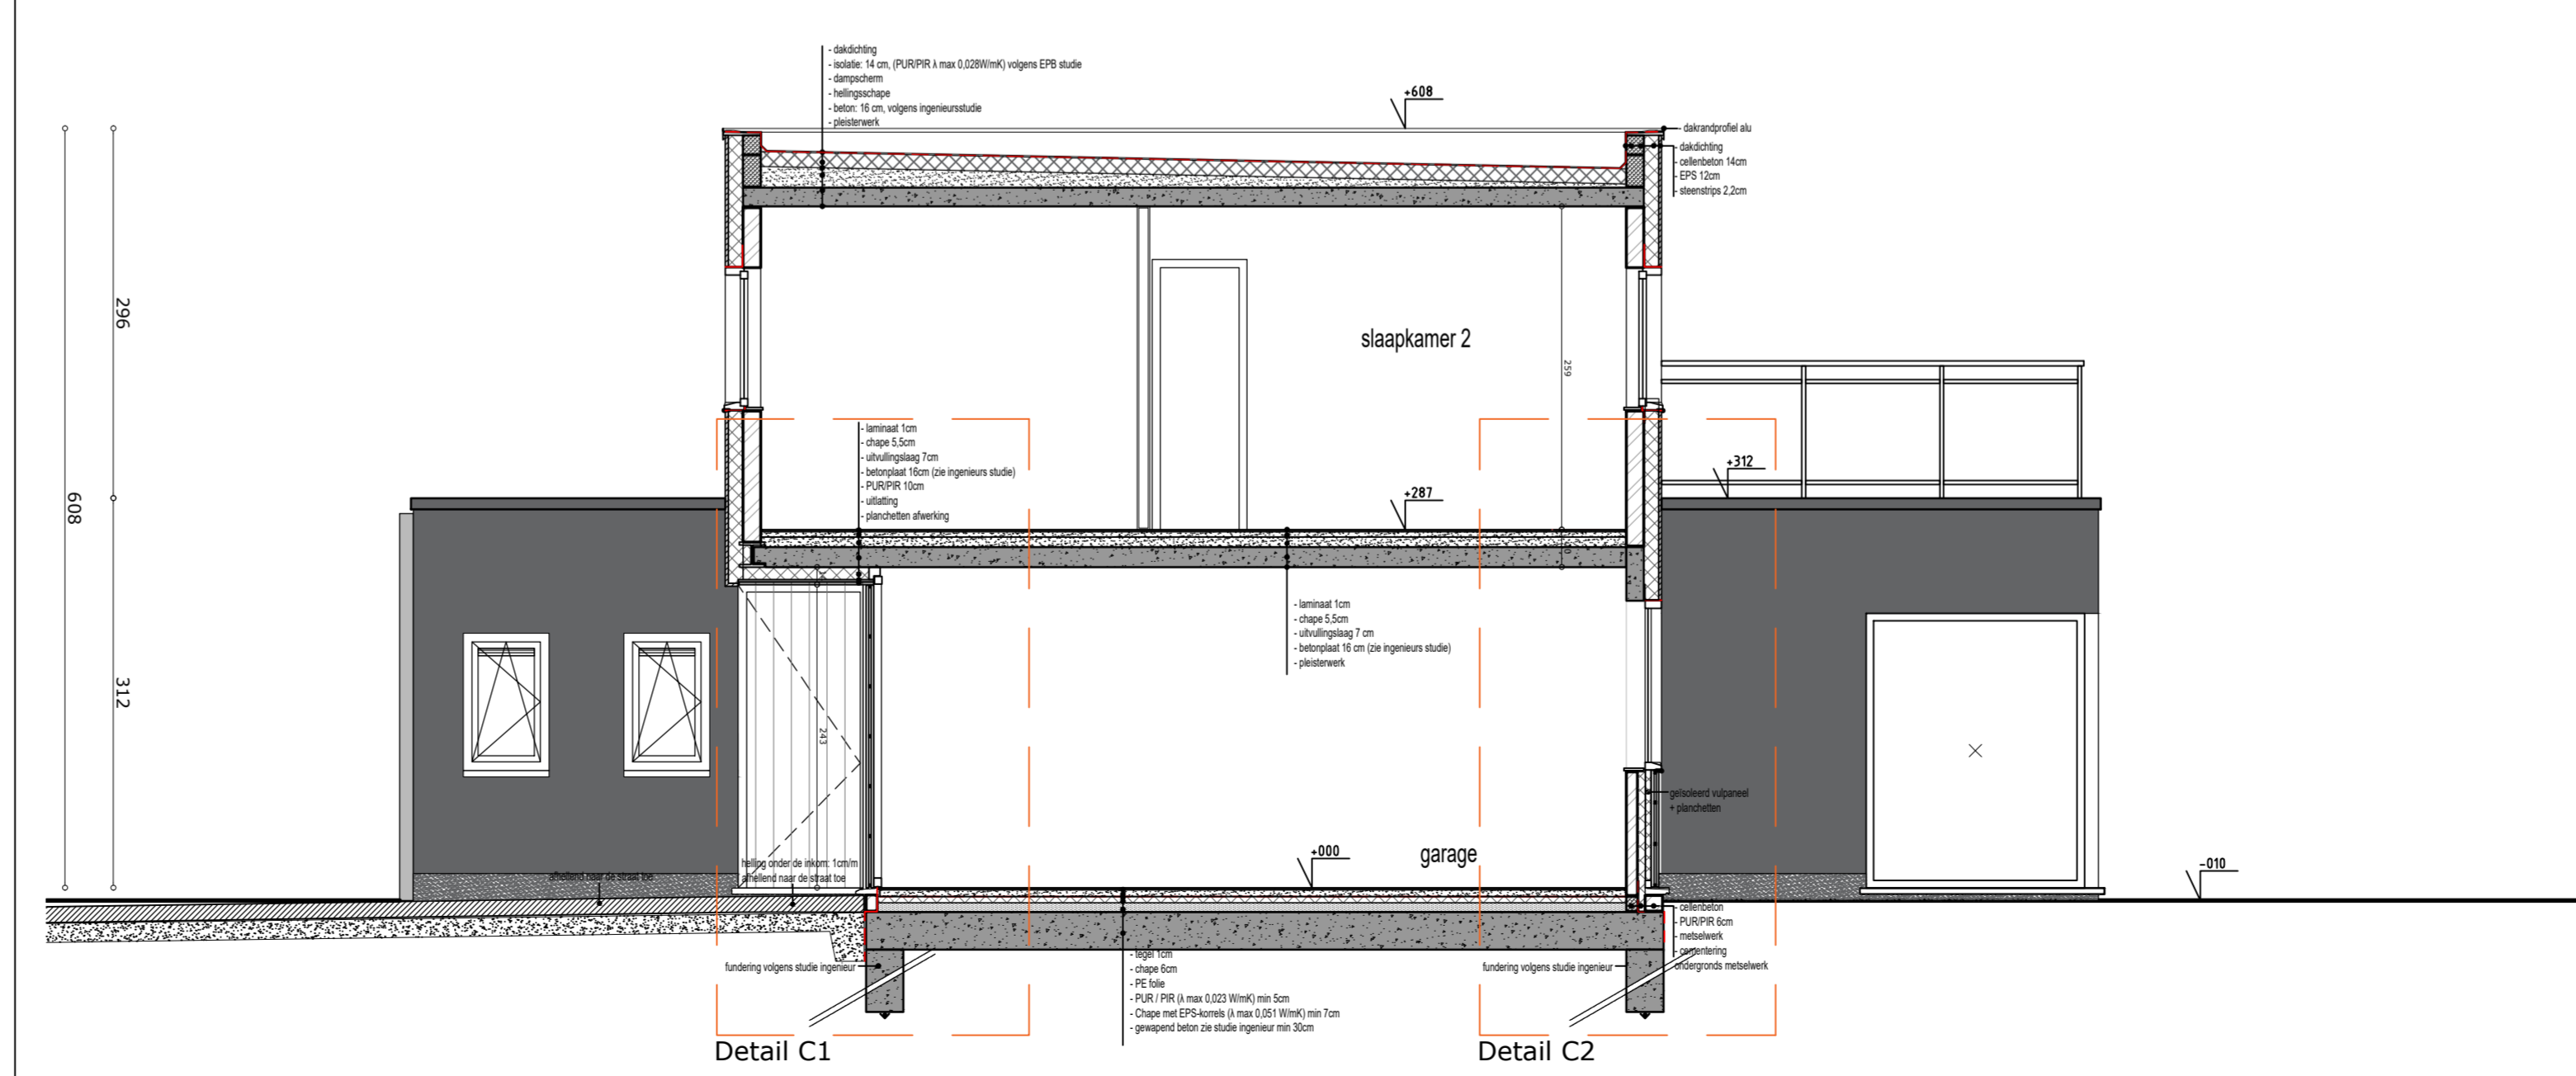 - dakdichting
- isolatie: 14 cm, (PUR/PIR λ max 0,028W/mK) volgens EPB studie
- dampscherm
- hellingsschape
- beton: 16 cm, volgens ingenieursstudie
- pleisterwerk
+608
- dakrandprofiel alu
- dakdichting
- cellenbeton 14cm
- EPS 12cm
- steenstrips 2,2cm
296
608
312
slaapkamer 2
259
- laminaat 1cm
- chape 5,5cm
- uitvullingslaag 7cm
- betonplaat 16cm (zie ingenieurs studie)
- PUR/PIR 10cm
- uitlatting
- planchetten afwerking
+287
+312
- laminaat 1cm
- chape 5,5cm
- uitvullingslaag 7 cm
- betonplaat 16 cm (zie ingenieurs studie)
- pleisterwerk
243
geïsoleerd vulpaneel
+ planchetten
+000
garage
-010
helling onder de inkom: 1cm/m
afhellend naar de straat toe
afhellend naar de straat toe
- cellenbeton
- PUR/PIR 6cm
- metselwerk
- cementering
ondergronds metselwerk
fundering volgens studie ingenieur
fundering volgens studie ingenieur
- tegel 1cm
- chape 6cm
- PE folie
- PUR / PIR (λ max 0,023 W/mK) min 5cm
- Chape met EPS-korrels (λ max 0,051 W/mK) min 7cm
- gewapend beton zie studie ingenieur min 30cm
Detail C1
Detail C2